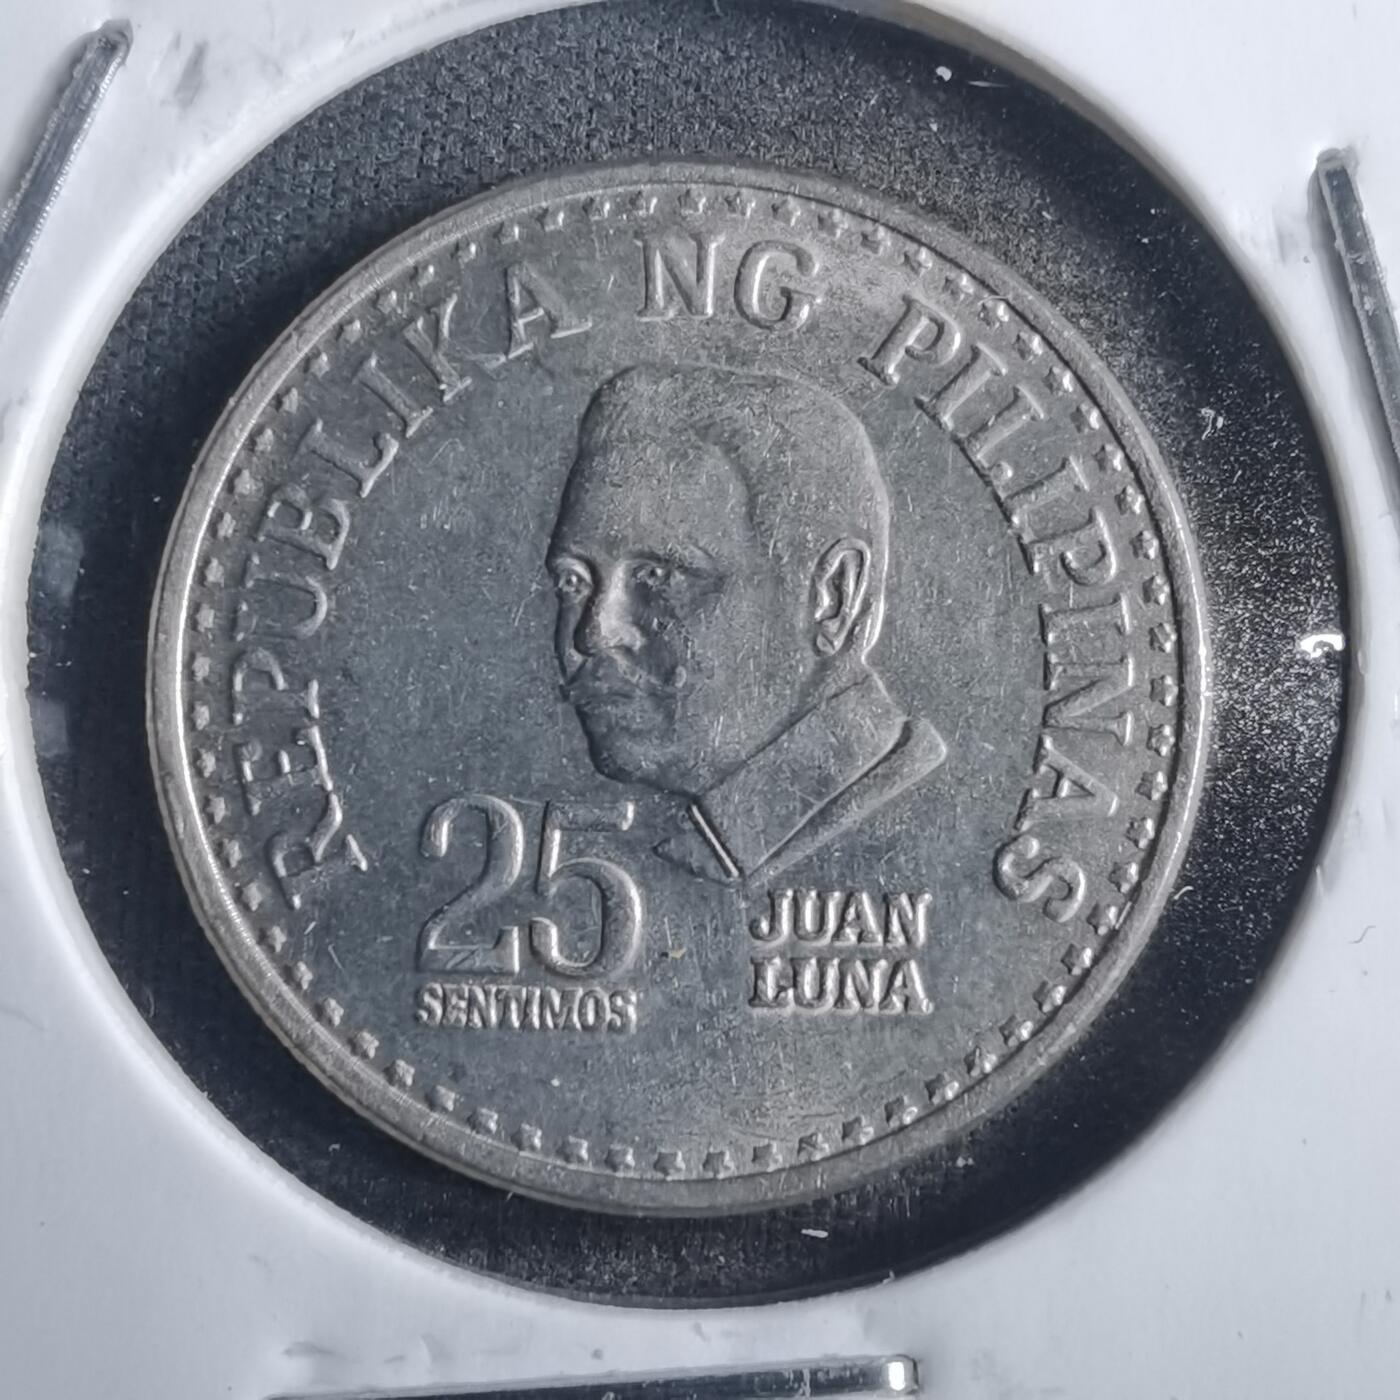 REPUBLIKA NG PILIPINAS
25
SENTIMOS
JUAN
LUNA